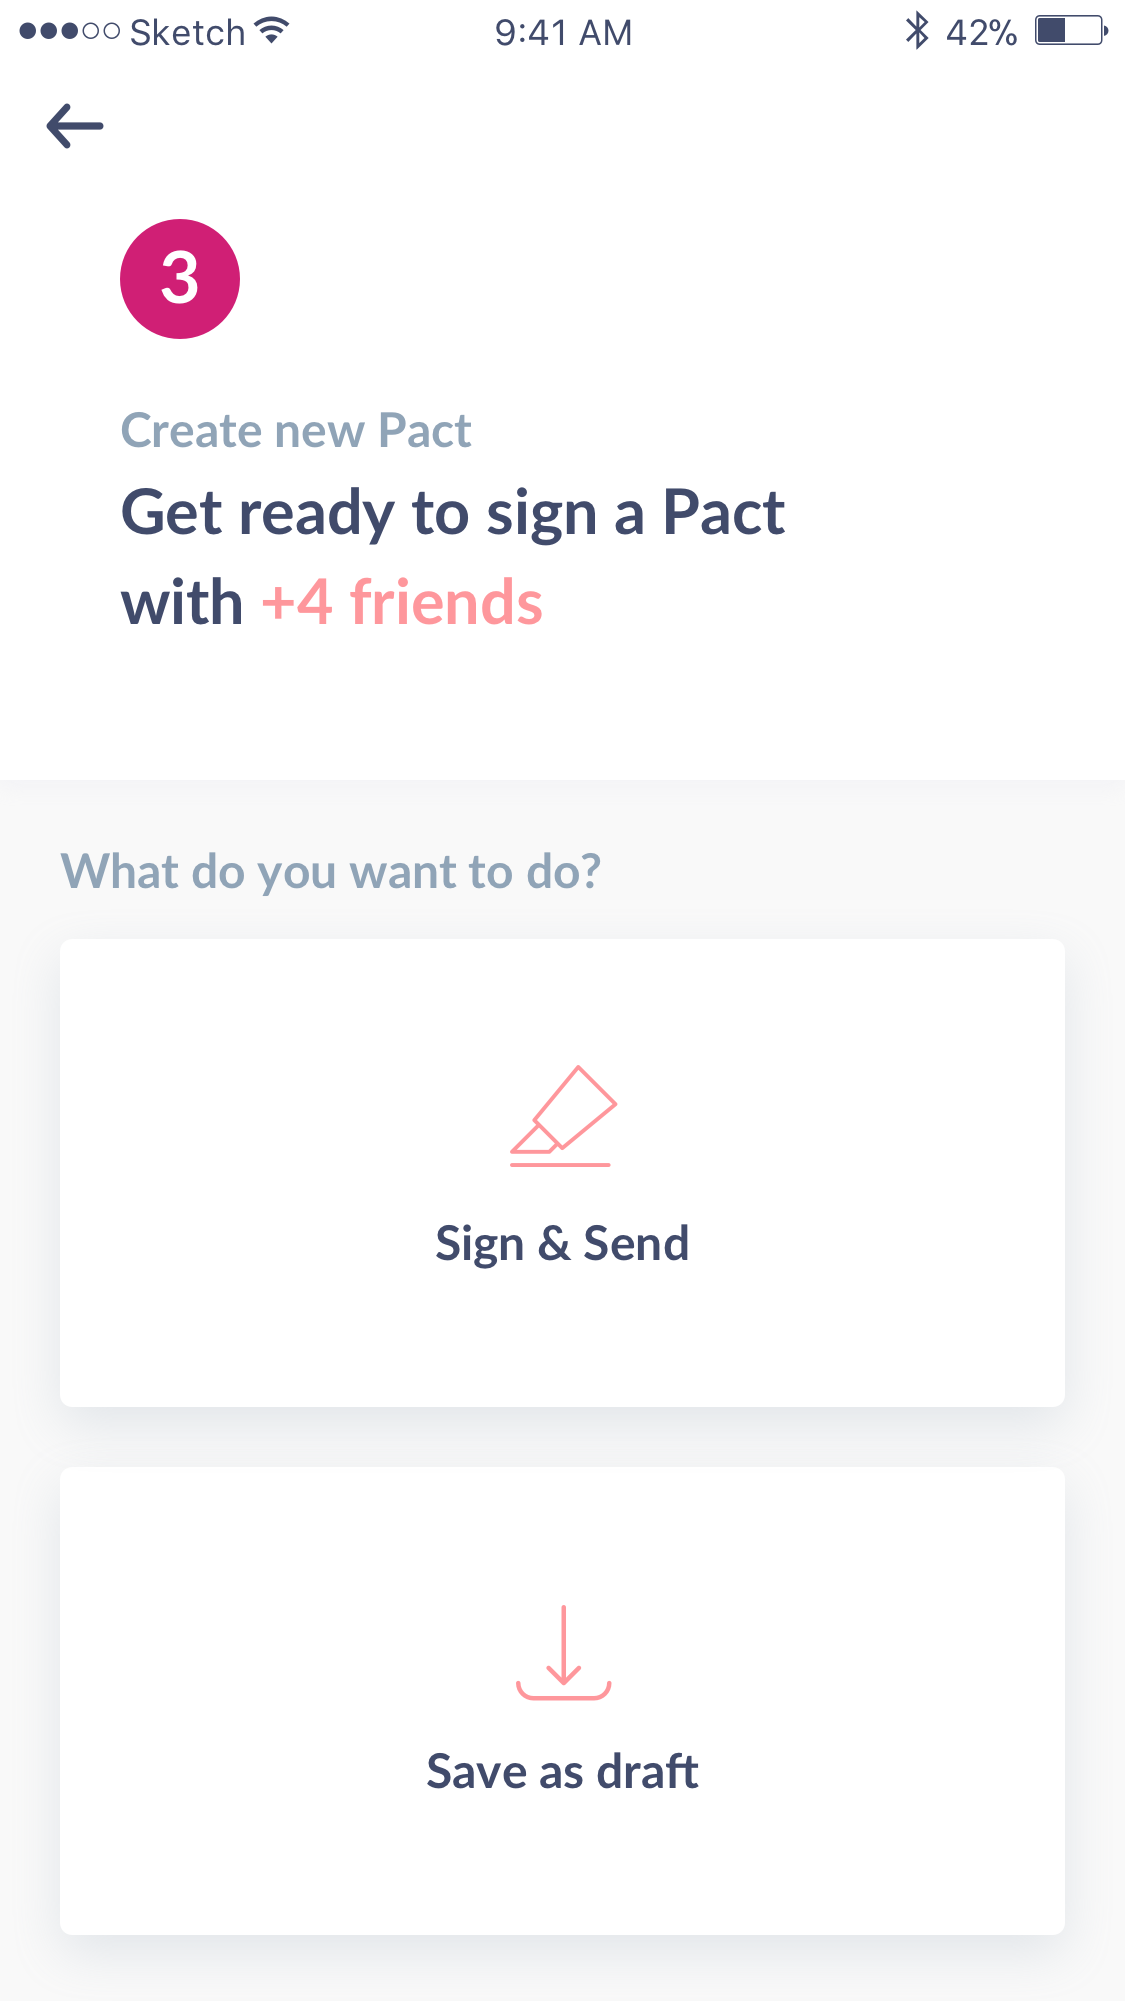 Sketch 9:41 AM 42%
3
Create new Pact
Get ready to sign a Pact
with +4 friends
What do you want to do?
Sign & Send
Save as draft